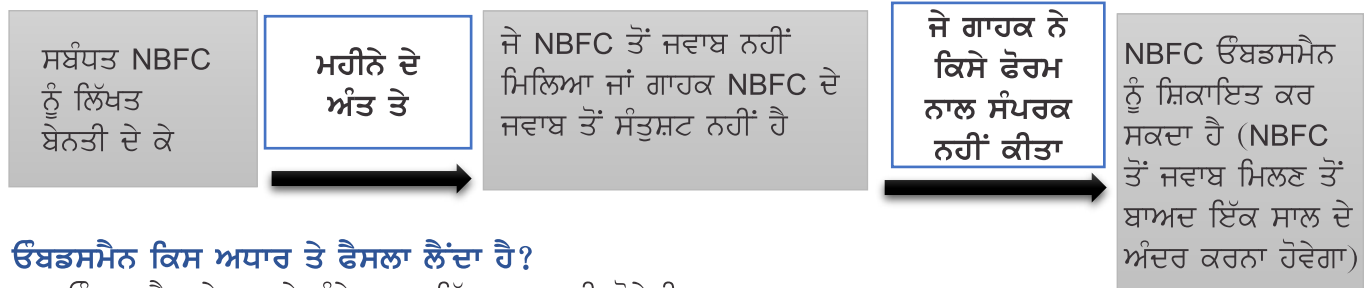 ਸਬੰਧਤ NBFC
ਨੂੰ ਲਿੱਖਤ
ਬੇਨਤੀ ਦੇ ਕੇ
ਮਹੀਨੇ ਦੇ
ਅੰਤ ਤੇ
ਜੇ NBFC ਤੋਂ ਜਵਾਬ ਨਹੀਂ
ਮਿਲਿਆ ਜਾਂ ਗਾਹਕ NBFC ਦੇ
ਜਵਾਬ ਤੋਂ ਸੰਤੁਸ਼ਟ ਨਹੀਂ ਹੈ
ਜੇ ਗਾਹਕ ਨੇ
ਕਿਸੇ ਫੋਰਮ
ਨਾਲ ਸੰਪਰਕ
ਨਹੀਂ ਕੀਤਾ
NBFC ਓਂਬਡਸਮੈਨ
ਨੂੰ ਸ਼ਿਕਾਇਤ ਕਰ
ਸਕਦਾ ਹੈ (NBFC
ਤੋਂ ਜਵਾਬ ਮਿਲਣ ਤੋਂ
ਬਾਅਦ ਇੱਕ ਸਾਲ ਦੇ
ਅੰਦਰ ਕਰਨਾ ਹੋਵੇਗਾ)
ਓਂਬਡਸਮੈਨ ਕਿਸ ਅਧਾਰ ਤੇ ਫੈਸਲਾ ਲੈਂਦਾ ਹੈ?